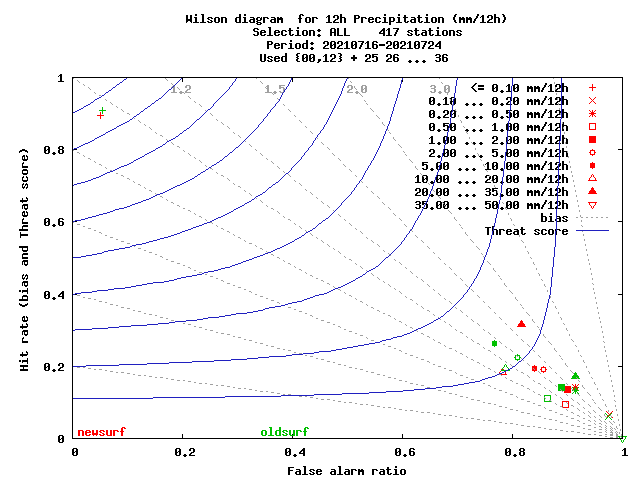 Wilson diagram  for 12h Precipitation (mm/12h)
Selection: ALL    417 stations
Period: 20210716-20210724
Used {00,12} + 25 26 ... 36
1.2 1.5 2.0 3.0
<= 0.10 mm/12h
0.10 ... 0.20 mm/12h
0.20 ... 0.50 mm/12h
0.50 ... 1.00 mm/12h
1.00 ... 2.00 mm/12h
2.00 ... 5.00 mm/12h
5.00 ... 10.00 mm/12h
10.00 ... 20.00 mm/12h
20.00 ... 35.00 mm/12h
35.00 ... 50.00 mm/12h
bias
Threat score
Hit rate (bias and Threat score)
1
0.8
0.6
0.4
0.2
0
newsurf oldsurf
0 0.2 0.4 0.6 0.8 1
False alarm ratio